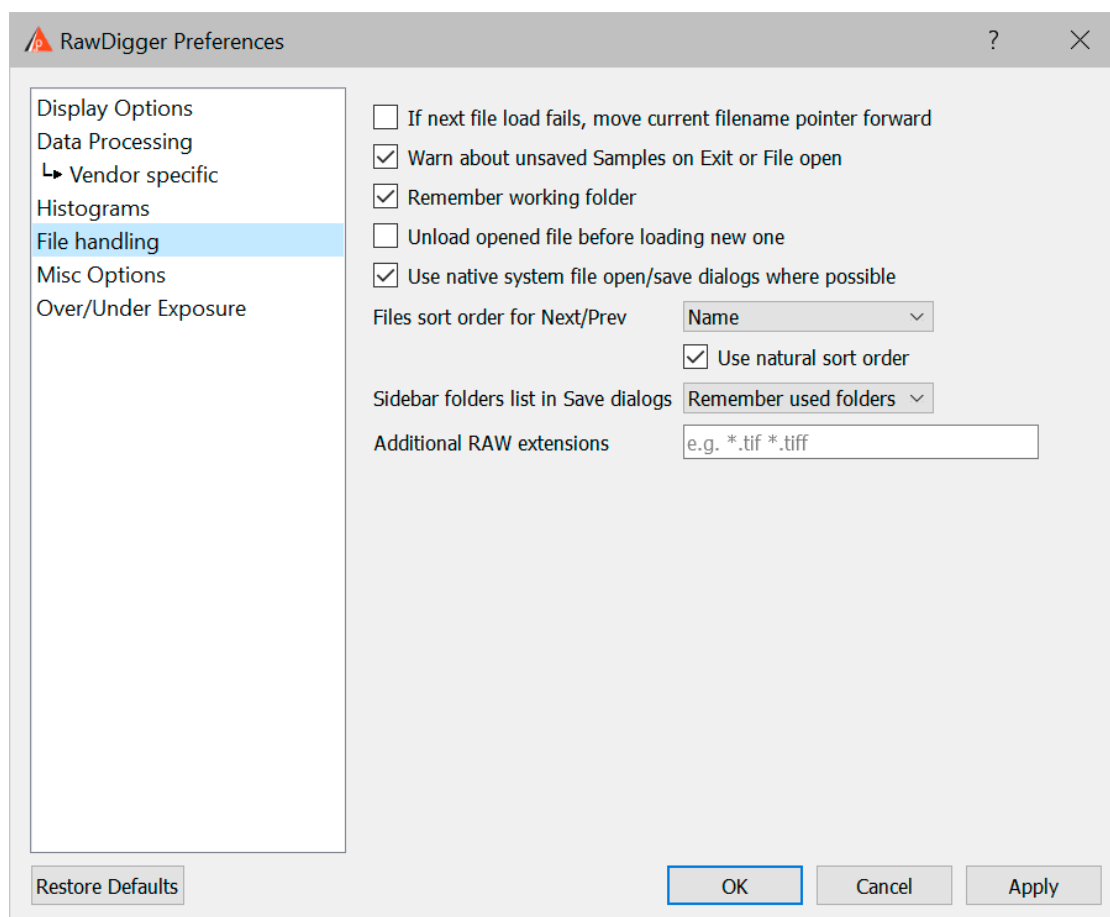 RawDigger Preferences
?
Display Options
Data Processing
Vendor specific
Histograms
File handling
Misc Options
Over/Under Exposure
If next file load fails, move current filename pointer forward
Warn about unsaved Samples on Exit or File open
Remember working folder
Unload opened file before loading new one
Use native system file open/save dialogs where possible
Files sort order for Next/Prev Name
Use natural sort order
Sidebar folders list in Save dialogs Remember used folders
Additional RAW extensions e.g. *.tif *.tiff
Restore Defaults OK Cancel Apply